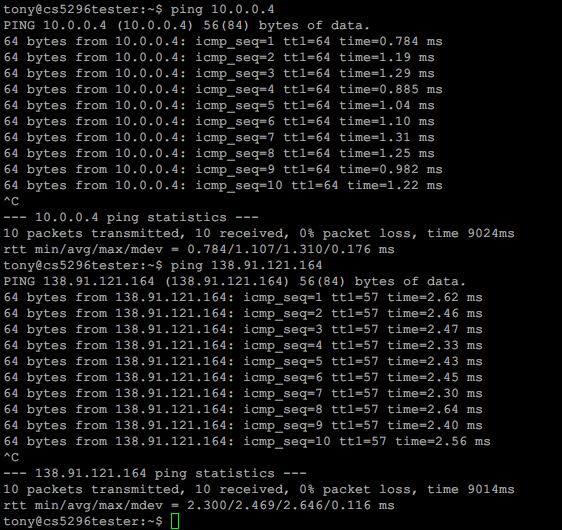 tony@cs5296tester:~$ ping 10.0.0.4
PING 10.0.0.4 (10.0.0.4) 56(84) bytes of data.
64 bytes from 10.0.0.4: icmp_seq=1 ttl=64 time=0.784 ms
64 bytes from 10.0.0.4: icmp_seq=2 ttl=64 time=1.19 ms
64 bytes from 10.0.0.4: icmp_seq=3 ttl=64 time=1.29 ms
64 bytes from 10.0.0.4: icmp_seq=4 ttl=64 time=0.885 ms
64 bytes from 10.0.0.4: icmp_seq=5 ttl=64 time=1.04 ms
64 bytes from 10.0.0.4: icmp_seq=6 ttl=64 time=1.10 ms
64 bytes from 10.0.0.4: icmp_seq=7 ttl=64 time=1.31 ms
64 bytes from 10.0.0.4: icmp_seq=8 ttl=64 time=1.25 ms
64 bytes from 10.0.0.4: icmp_seq=9 ttl=64 time=0.982 ms
64 bytes from 10.0.0.4: icmp_seq=10 ttl=64 time=1.22 ms
^C
--- 10.0.0.4 ping statistics ---
10 packets transmitted, 10 received, 0% packet loss, time 9024ms
rtt min/avg/max/mdev = 0.784/1.107/1.310/0.176 ms
tony@cs5296tester:~$ ping 138.91.121.164
PING 138.91.121.164 (138.91.121.164) 56(84) bytes of data.
64 bytes from 138.91.121.164: icmp_seq=1 ttl=57 time=2.62 ms
64 bytes from 138.91.121.164: icmp_seq=2 ttl=57 time=2.46 ms
64 bytes from 138.91.121.164: icmp_seq=3 ttl=57 time=2.47 ms
64 bytes from 138.91.121.164: icmp_seq=4 ttl=57 time=2.33 ms
64 bytes from 138.91.121.164: icmp_seq=5 ttl=57 time=2.43 ms
64 bytes from 138.91.121.164: icmp_seq=6 ttl=57 time=2.45 ms
64 bytes from 138.91.121.164: icmp_seq=7 ttl=57 time=2.30 ms
64 bytes from 138.91.121.164: icmp_seq=8 ttl=57 time=2.64 ms
64 bytes from 138.91.121.164: icmp_seq=9 ttl=57 time=2.40 ms
64 bytes from 138.91.121.164: icmp_seq=10 ttl=57 time=2.56 ms
^C
--- 138.91.121.164 ping statistics ---
10 packets transmitted, 10 received, 0% packet loss, time 9014ms
rtt min/avg/max/mdev = 2.300/2.469/2.646/0.116 ms
tony@cs5296tester:~$